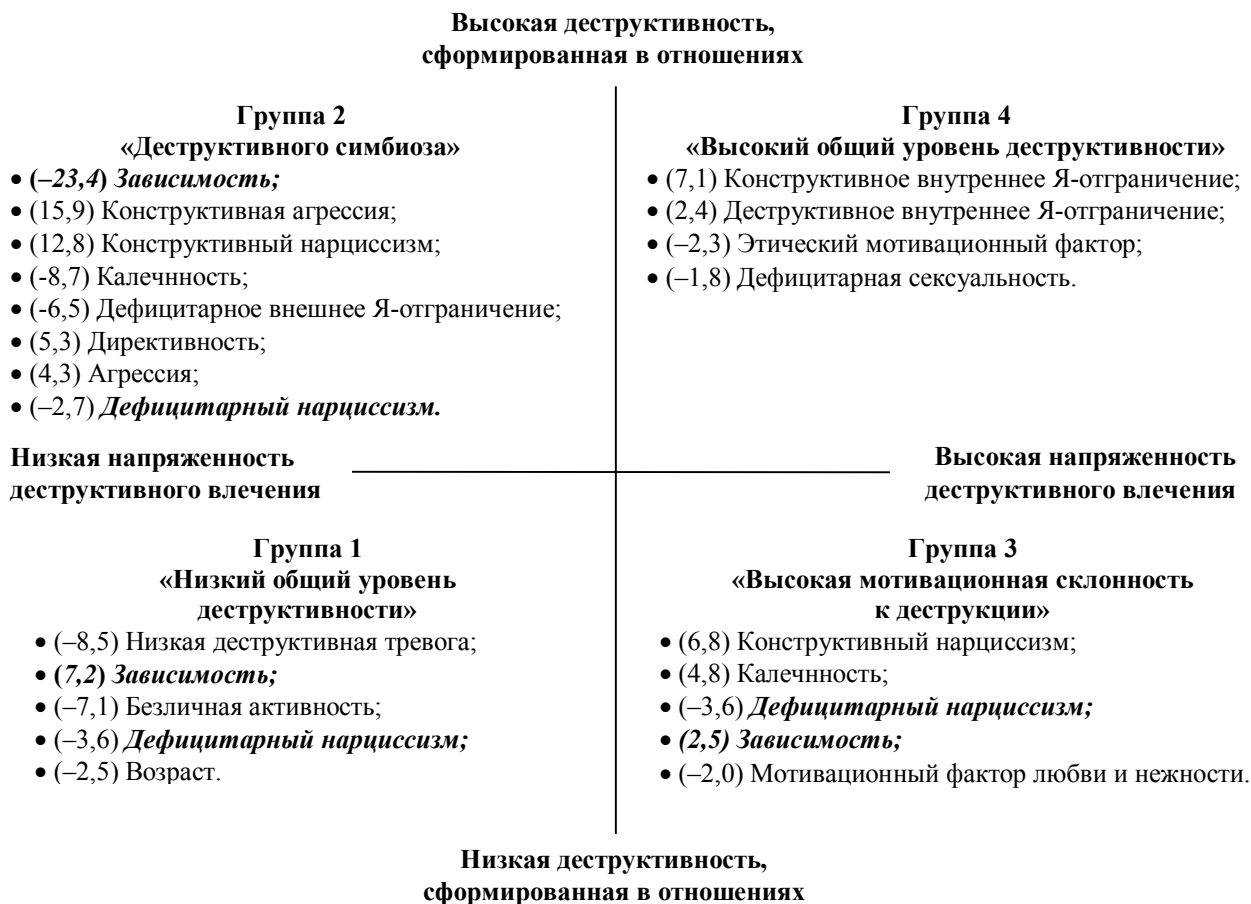 Высокая деструктивность,
сформированная в отношениях
Группа 2
«Деструктивного симбиоза»
• (–23,4) Зависимость;
• (15,9) Конструктивная агрессия;
• (12,8) Конструктивный нарциссизм;
• (-8,7) Калечнность;
• (-6,5) Дефицитарное внешнее Я-отграничение;
• (5,3) Директивность;
• (4,3) Агрессия;
• (–2,7) Дефицитарный нарциссизм.
Группа 4
«Высокий общий уровень деструктивности»
• (7,1) Конструктивное внутреннее Я-отграничение;
• (2,4) Деструктивное внутреннее Я-отграничение;
• (–2,3) Этический мотивационный фактор;
• (–1,8) Дефицитарная сексуальность.
Низкая напряженность
деструктивного влечения
Высокая напряженность
деструктивного влечения
Группа 1
«Низкий общий уровень
деструктивности»
• (–8,5) Низкая деструктивная тревога;
• (7,2) Зависимость;
• (–7,1) Безличная активность;
• (–3,6) Дефицитарный нарциссизм;
• (–2,5) Возраст.
Группа 3
«Высокая мотивационная склонность
к деструкции»
• (6,8) Конструктивный нарциссизм;
• (4,8) Калечнность;
• (–3,6) Дефицитарный нарциссизм;
• (2,5) Зависимость;
• (–2,0) Мотивационный фактор любви и нежности.
Низкая деструктивность,
сформированная в отношениях